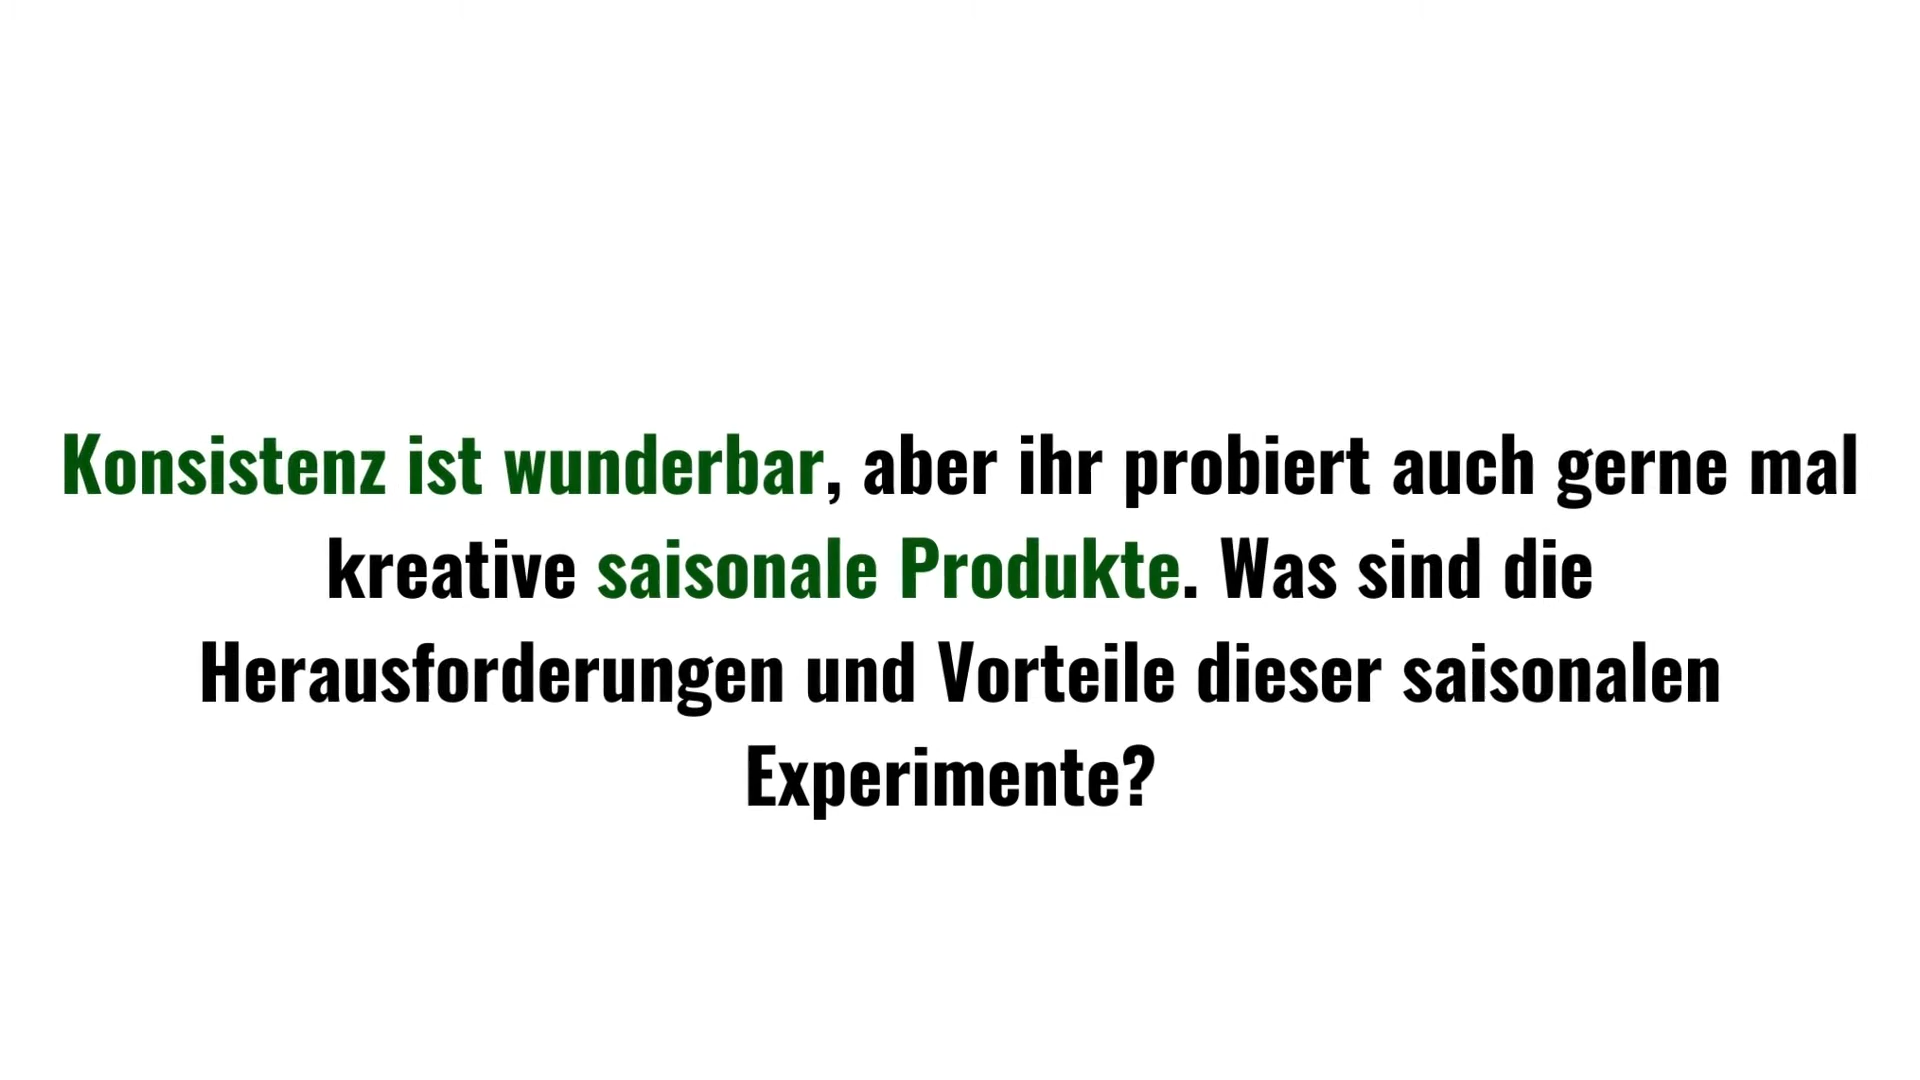 Konsistenz ist wunderbar, aber ihr probiert auch gerne mal
kreative saisonale Produkte. Was sind die
Herausforderungen und Vorteile dieser saisonalen
Experimente?